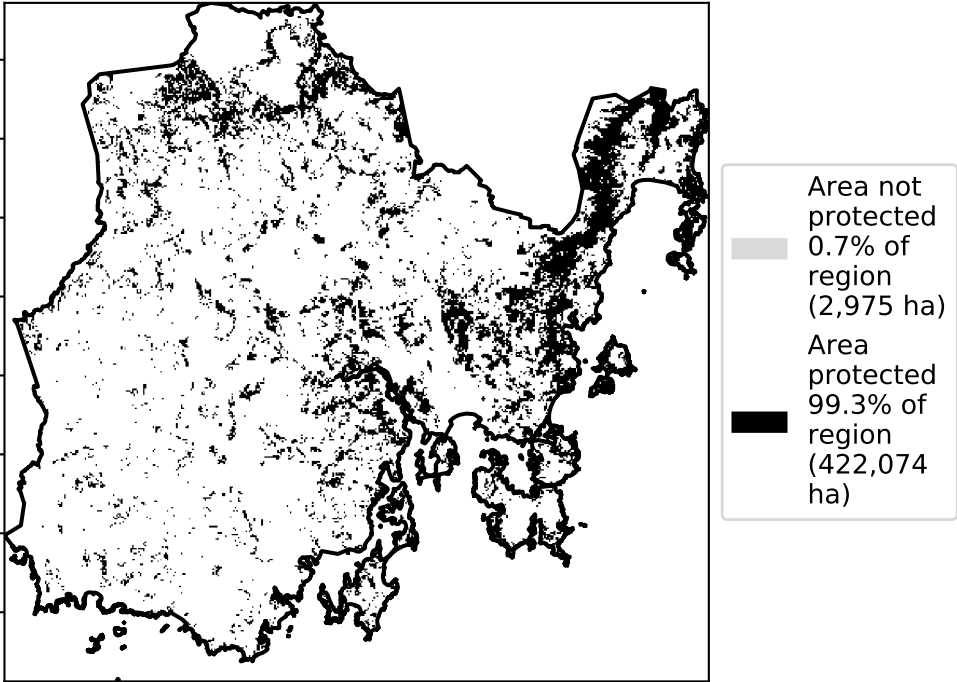 Area not
protected
0.7% of
region
(2,975 ha)
Area
protected
99.3% of
region
(422,074
ha)